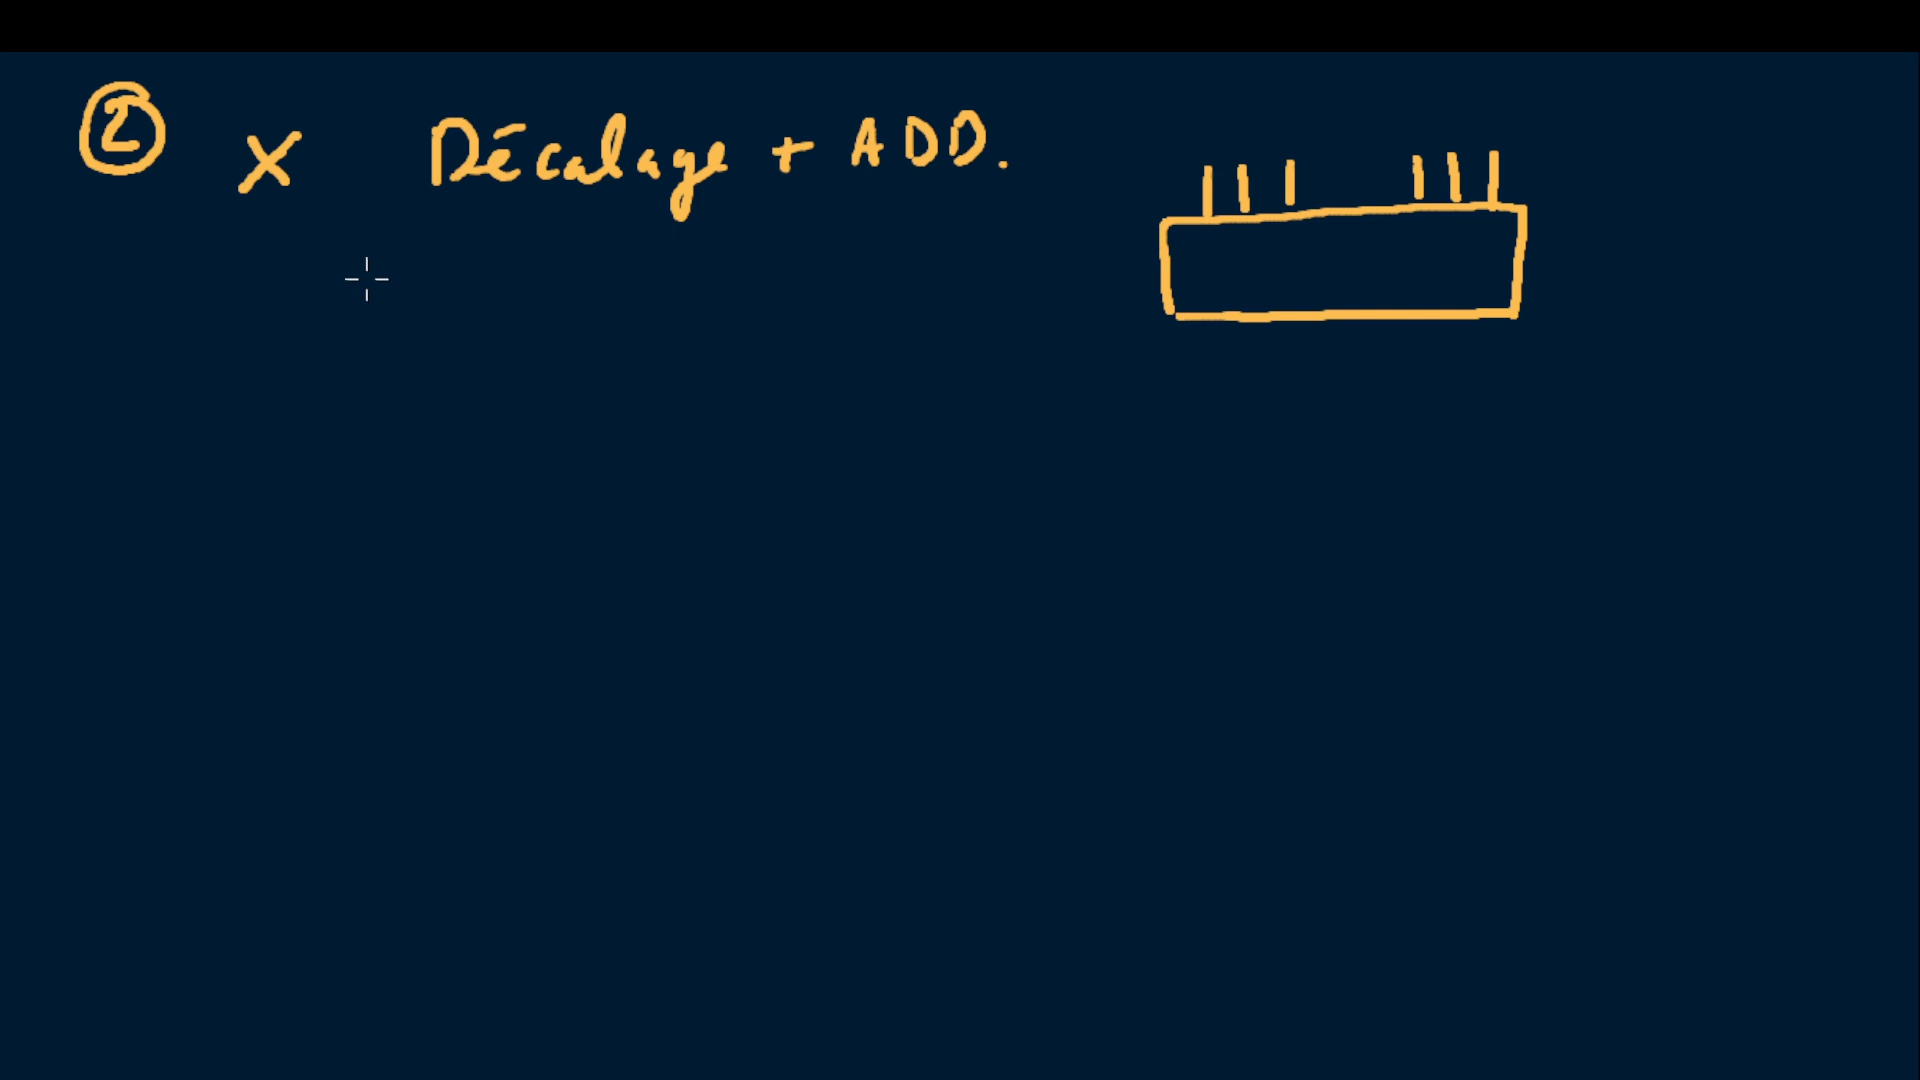 ② × Décalage + ADD.